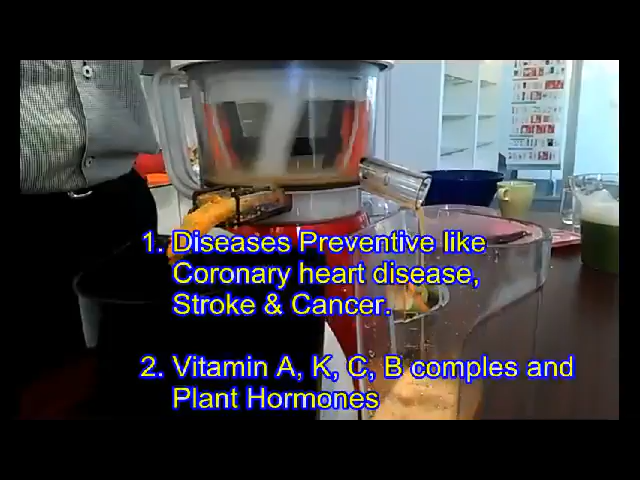 1. Diseases Preventive like
Coronary heart disease,
Stroke & Cancer.
2. Vitamin A, K, C, B comples and
Plant Hormones